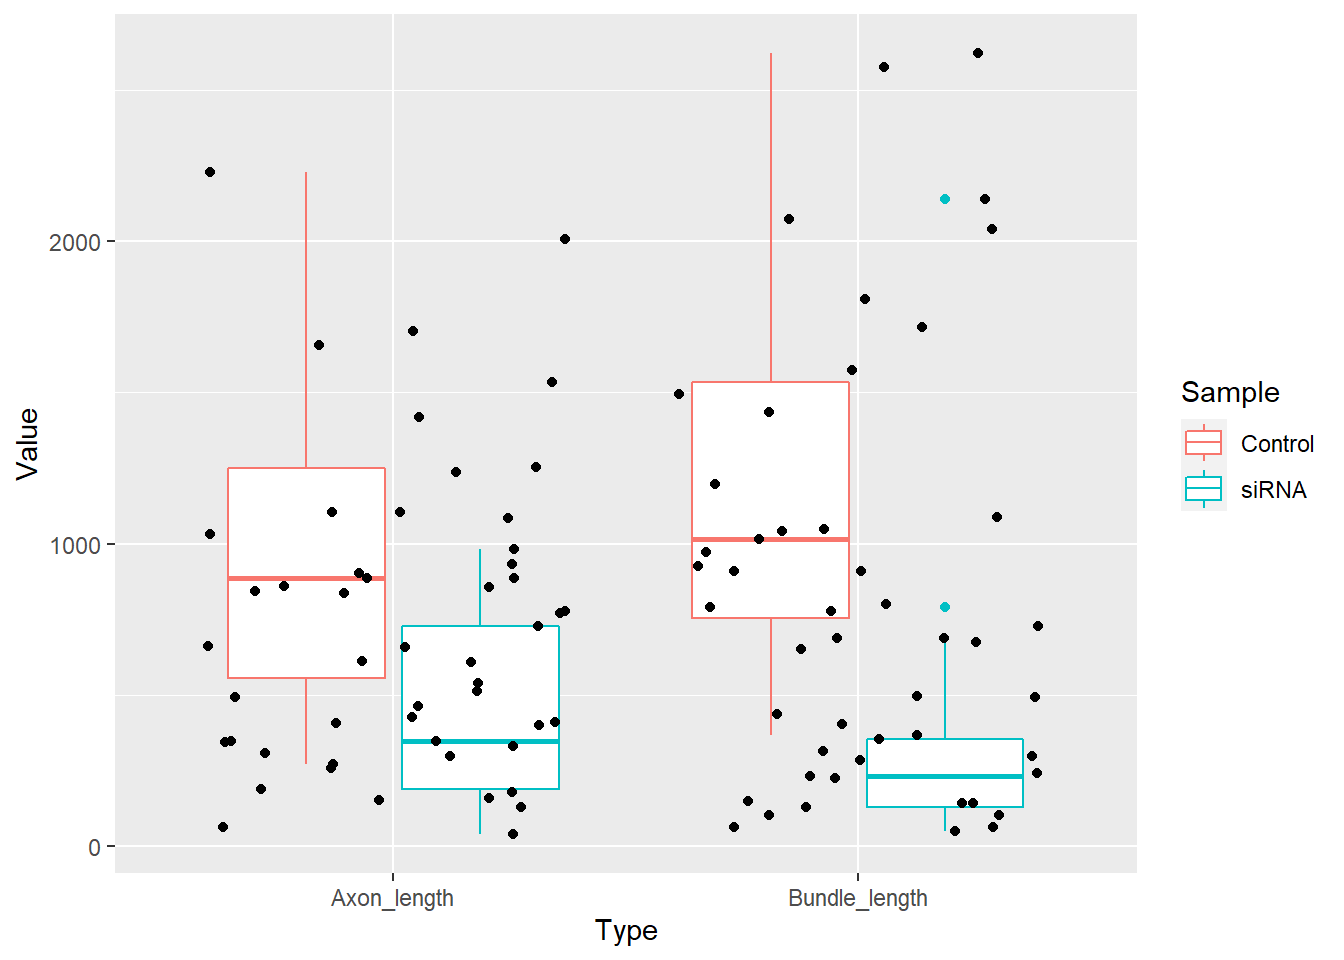 Value
2000
1000
0
Axon_length
Bundle_length
Type
Sample
Control
siRNA